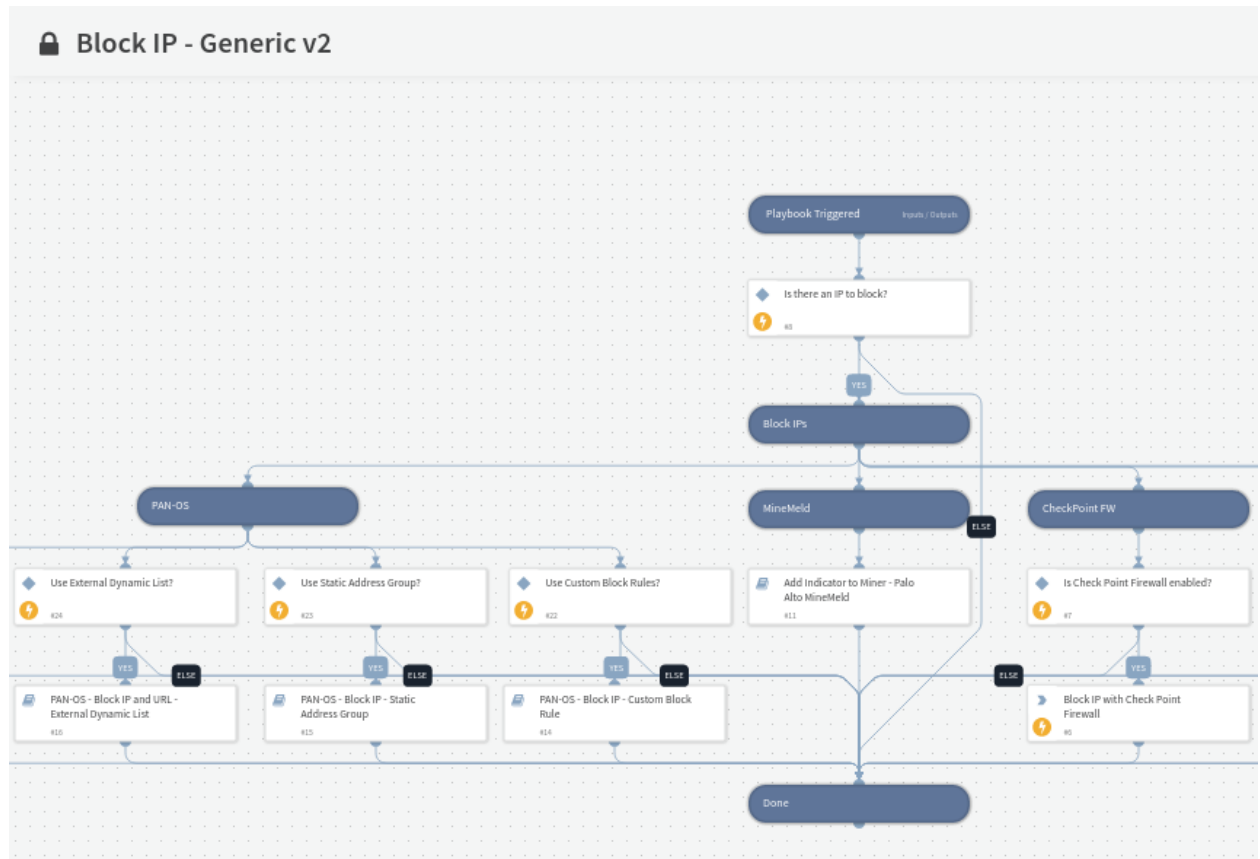 Block IP - Generic v2
Playbook Triggered Inputs / Outputs
Is there an IP to block?
#8
YES
Block IPs
PAN-OS
MineMeld
ELSE
CheckPoint FW
Use External Dynamic List?
#24
Use Static Address Group?
#23
Use Custom Block Rules?
#22
Add Indicator to Miner - Palo
Alto MineMeld
#11
Is Check Point Firewall enabled?
#7
YES
ELSE
YES
ELSE
YES
ELSE
ELSE
YES
PAN-OS - Block IP and URL -
External Dynamic List
#16
PAN-OS - Block IP - Static
Address Group
#15
PAN-OS - Block IP - Custom Block
Rule
#14
Block IP with Check Point
Firewall
#6
Done